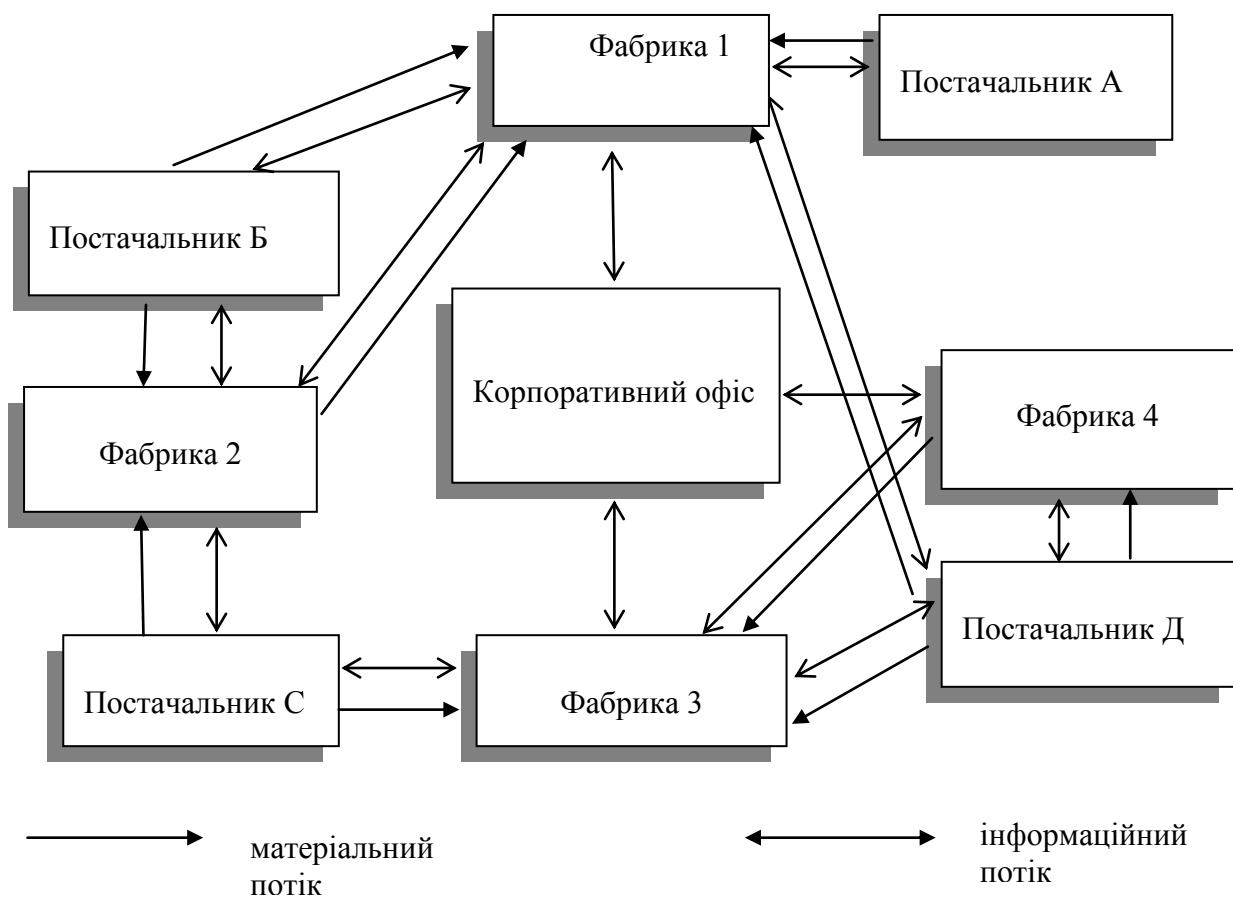 Фабрика 1
Постачальник А
Постачальник Б
Корпоративний офіс
Фабрика 4
Фабрика 2
Постачальник Д
Постачальник С
Фабрика 3
матеріальний
потік
інформаційний
потік